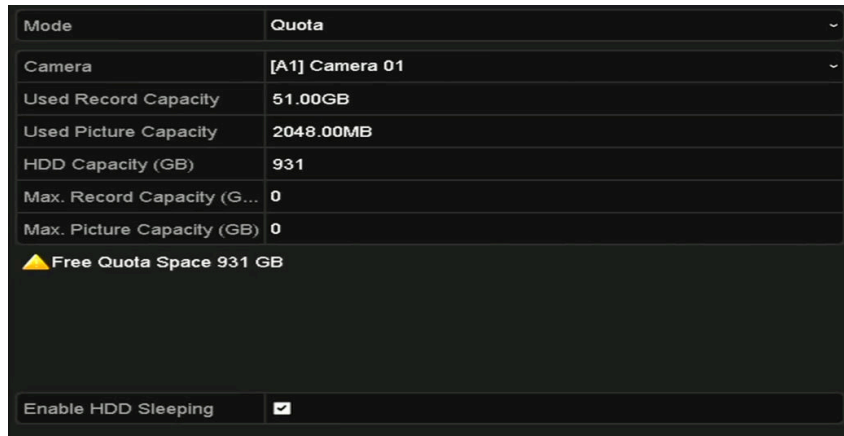 Mode Quota
Camera [A1] Camera 01
Used Record Capacity 51.00GB
Used Picture Capacity 2048.00MB
HDD Capacity (GB) 931
Max. Record Capacity (G... 0
Max. Picture Capacity (GB) 0
Free Quota Space 931 GB
Enable HDD Sleeping